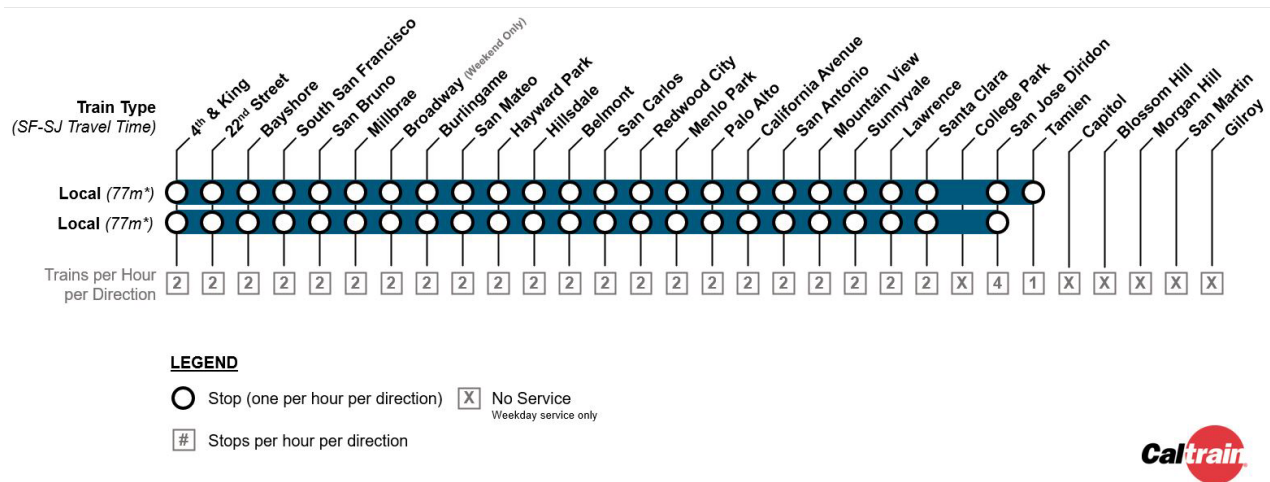 4th & King
22nd Street
Bayshore
South San Francisco
San Bruno
Millbrae
Broadway (Weekend Only)
Burlingame
San Mateo
Hayward Park
Hillsdale
Belmont
San Carlos
Redwood City
Menlo Park
Palo Alto
California Avenue
San Antonio
Mountain View
Sunnyvale
Lawrence
Santa Clara
College Park
San Jose Diridon
Tamien
Capitol
Blossom Hill
Morgan Hill
San Martin
Gilroy
Train Type
(SF-SJ Travel Time)
Local (77m*)
Local (77m*)
Trains per Hour
per Direction
2 2 2 2 2 2 2 2 2 2 2 2 2 2 2 2 2 2 2 2 2 2 X 4 1 X X X X X
LEGEND
Stop (one per hour per direction)
X No Service
Weekday service only
# Stops per hour per direction
Caltrain